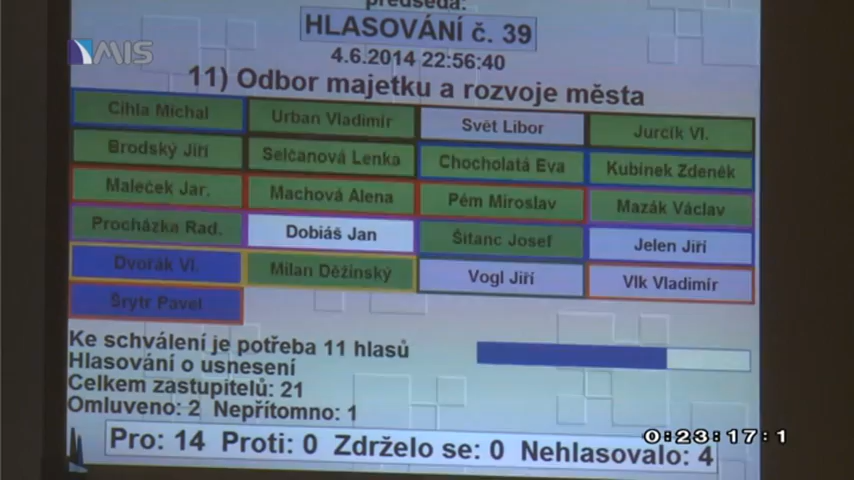 předseda:
HLASOVÁNÍ č. 39
MIS
4.6.2014 22:56:40
11) Odbor majetku a rozvoje města
Cihla Michal Urban Vladimír Svět Libor Jurčík Vl.
Brodský Jiří Selčanová Lenka Chocholatá Eva Kubínek Zdeněk
Maleček Jar. Machová Alena Pém Miroslav Mazák Václav
Procházka Rad. Dobiáš Jan Šitanc Josef Jelen Jiří
Dvořák Vl. Milan Děžinský Vogl Jiří Vlk Vladimír
Šrytr Pavel
Ke schválení je potřeba 11 hlasů
Hlasování o usnesení
Celkem zastupitelů: 21
Omluveno: 2 Nepřítomno: 1
0:23:17:1
Pro: 14 Proti: 0 Zdrželo se: 0 Nehlasovalo: 4